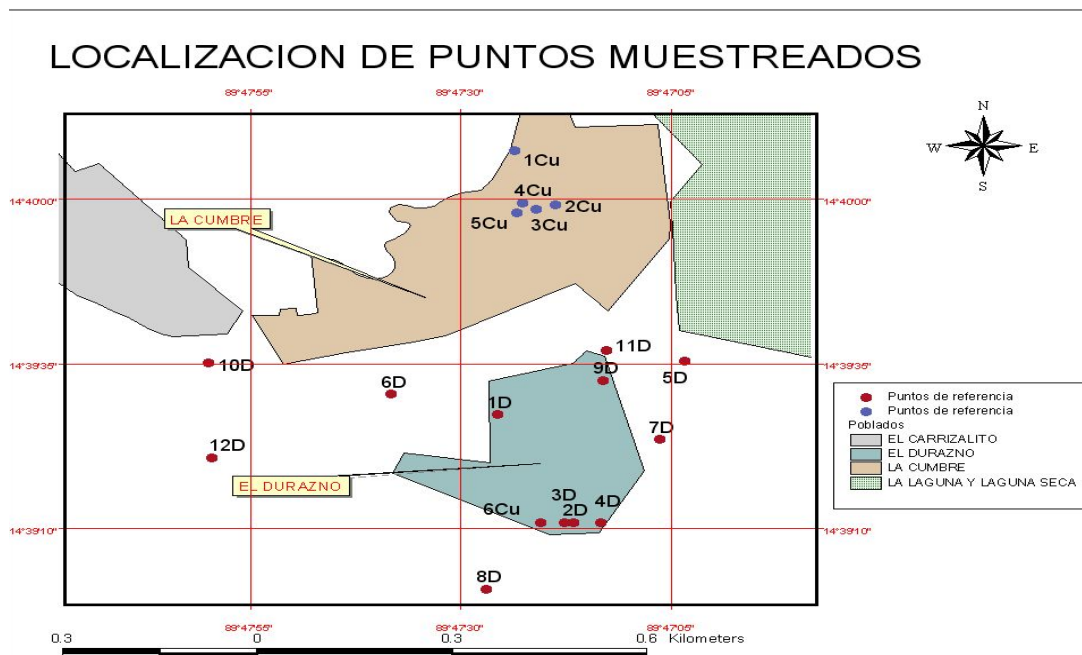 LOCALIZACION DE PUNTOS MUESTREADOS
89°47'55" 89°47'30" 89°47'05"
N
W E
S
1Cu
4Cu
2Cu
5Cu 3Cu
14°40'00" 14°40'00"
LA CUMBRE
11D
14°39'35" 14°39'35"
10D 6D 9D 5D
1D
7D
12D
EL DURAZNO
3D
6Cu 2D 4D
14°39'10" 14°39'10"
8D
Puntos de referencia
Puntos de referencia
Poblados
EL CARRIZALITO
EL DURAZNO
LA CUMBRE
LA LAGUNA Y LAGUNA SECA
89°47'55" 89°47'30" 89°47'05"
0.3 0 0.3 0.6 Kilometers